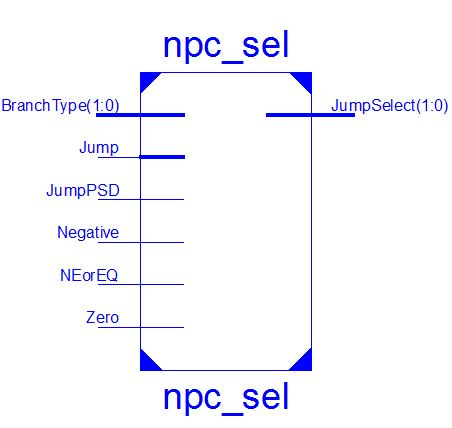 npc_sel
BranchType(1:0)
JumpSelect(1:0)
Jump
JumpPSD
Negative
NEorEQ
Zero
npc_sel